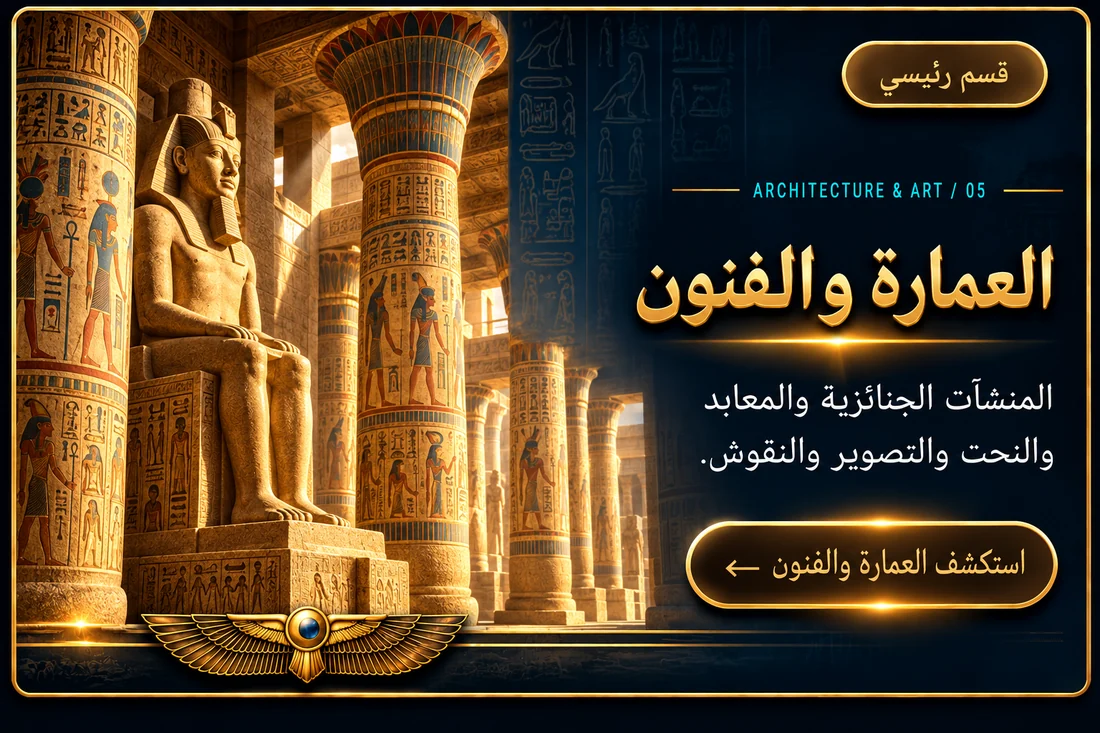 قسم رئيسي
ARCHITECTURE & ART / 05
العمارة والفنون
المنشآت الجنائزية والمعابد
والنحت والتصوير والنقوش.
استكشف العمارة والفنون ←